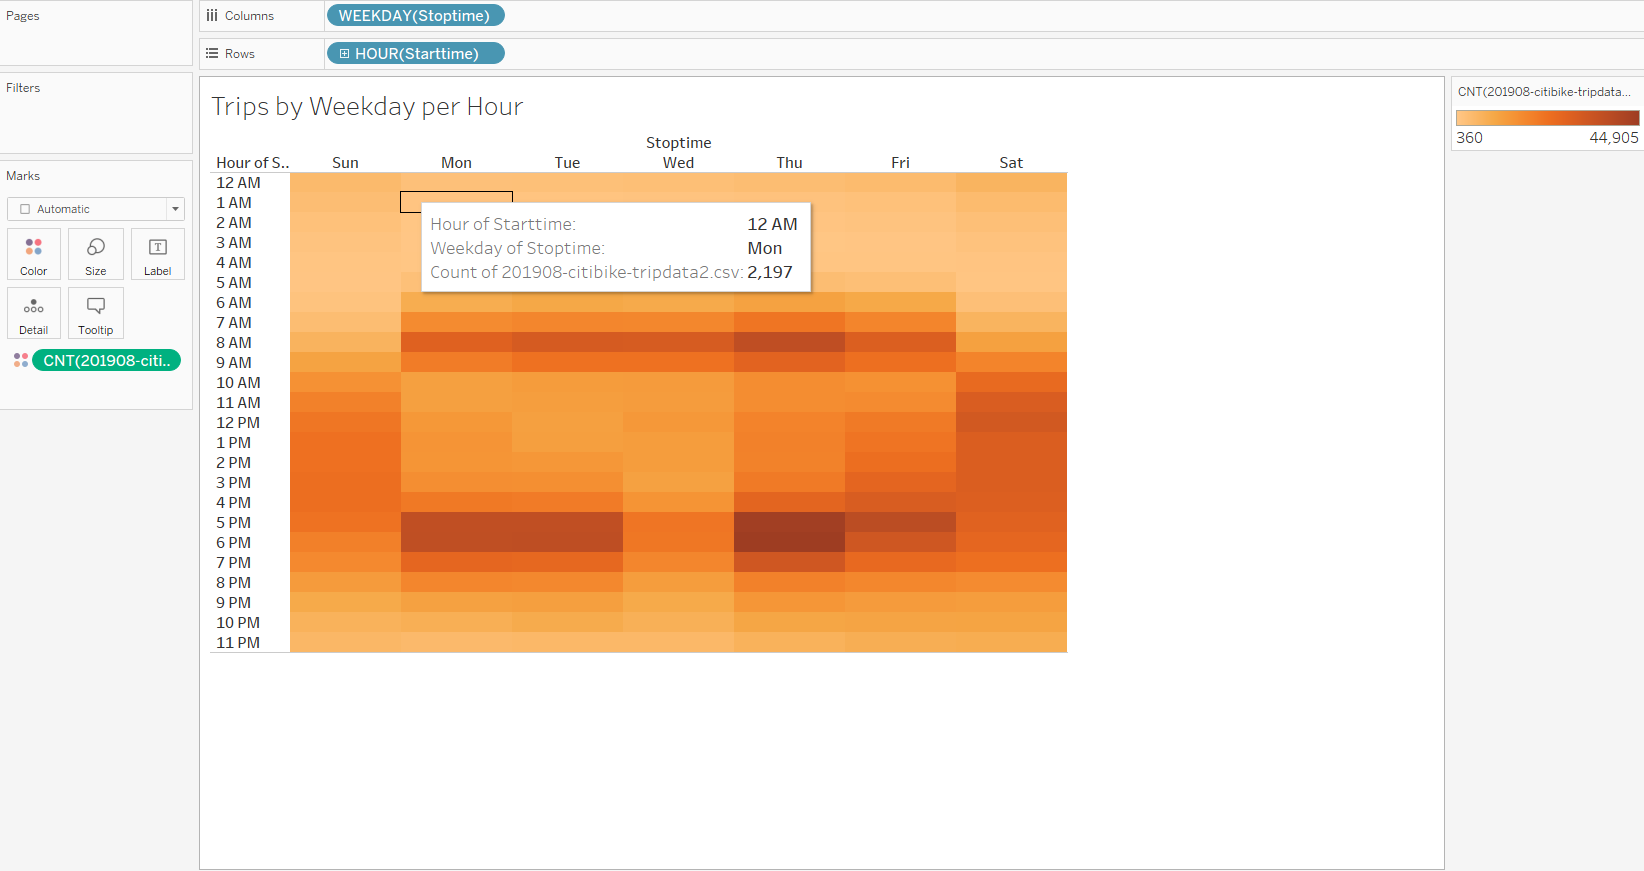 Pages
Columns
WEEKDAY(Stoptime)
Rows
HOUR(Starttime)
Filters
Marks
Automatic
Color
Size
Label
Detail
Tooltip
CNT(201908-citi..
Trips by Weekday per Hour
Stoptime
Hour of S.. Sun Mon Tue Wed Thu Fri Sat
12 AM
1 AM
2 AM
3 AM
4 AM
5 AM
6 AM
7 AM
8 AM
9 AM
10 AM
11 AM
12 PM
1 PM
2 PM
3 PM
4 PM
5 PM
6 PM
7 PM
8 PM
9 PM
10 PM
11 PM
Hour of Starttime: 12 AM
Weekday of Stoptime: Mon
Count of 201908-citibike-tripdata2.csv: 2,197
CNT(201908-citibike-tripdata...
360 44,905